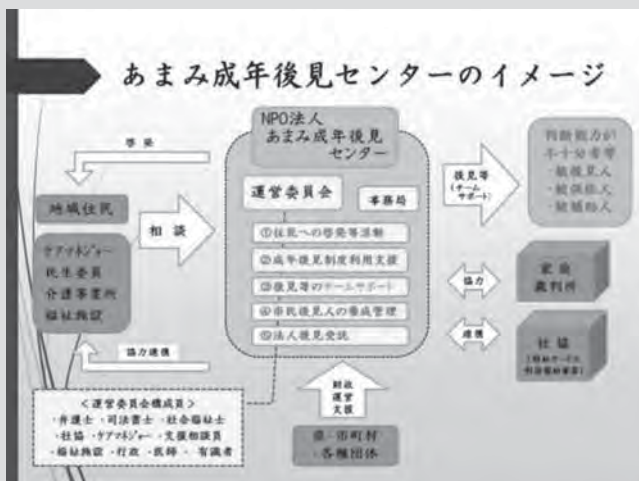 あまみ成年後見センターのイメージ
NPO法人
あまみ成年後見
センター
運営委員会
事務局
①住民への啓発等活動
②成年後見制度利用支援
③後見等のチームサポート
④市民後見人の養成管理
⑤法人後見受託
啓発
地域住民
ケアマネジャー
民生委員
介護事業所
福祉施設
相談
協力連携
<運営委員会構成員>
・弁護士・司法書士・社会福祉士
・社協・ケアマネジャー・支援相談員
・福祉施設・行政・医師・有識者
後見等
(チーム
サポート)
判断能力が
不十分者等
・被後見人
・被保佐人
・被補助人
協力
家庭
裁判所
連携
社協
財政
運営
支援
県・市町村
・各種団体